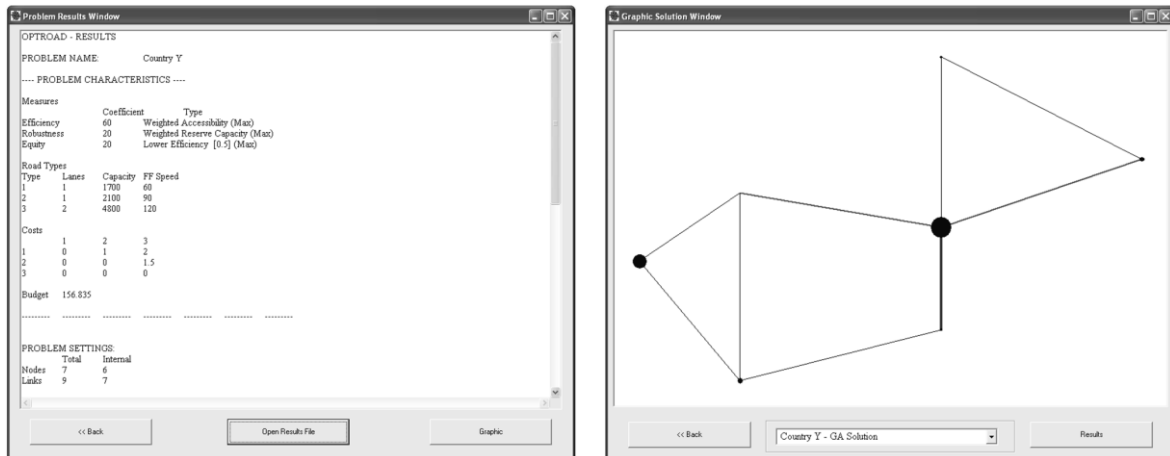 Problem Results Window
OPTROAD - RESULTS
PROBLEM NAME: Country Y
---- PROBLEM CHARACTERISTICS ----
Measures
Coefficient Type
Efficiency 60 Weighted Accessibility (Max)
Robustness 20 Weighted Reserve Capacity (Max)
Equity 20 Lower Efficiency [0.5] (Max)
Road Types
Type Lanes Capacity FF Speed
1 1 1700 60
2 1 2100 90
3 2 4800 120
Costs
1 2 3
1 0 1 2
2 0 0 1.5
3 0 0 0
Budget 156.835
--------- --------- --------- --------- --------- --------- ---------
PROBLEM SETTINGS:
Total Internal
Nodes 7 6
Links 9 7
<< Back
Open Results File
Graphic
Graphic Solution Window
<< Back
Country Y - GA Solution
Results